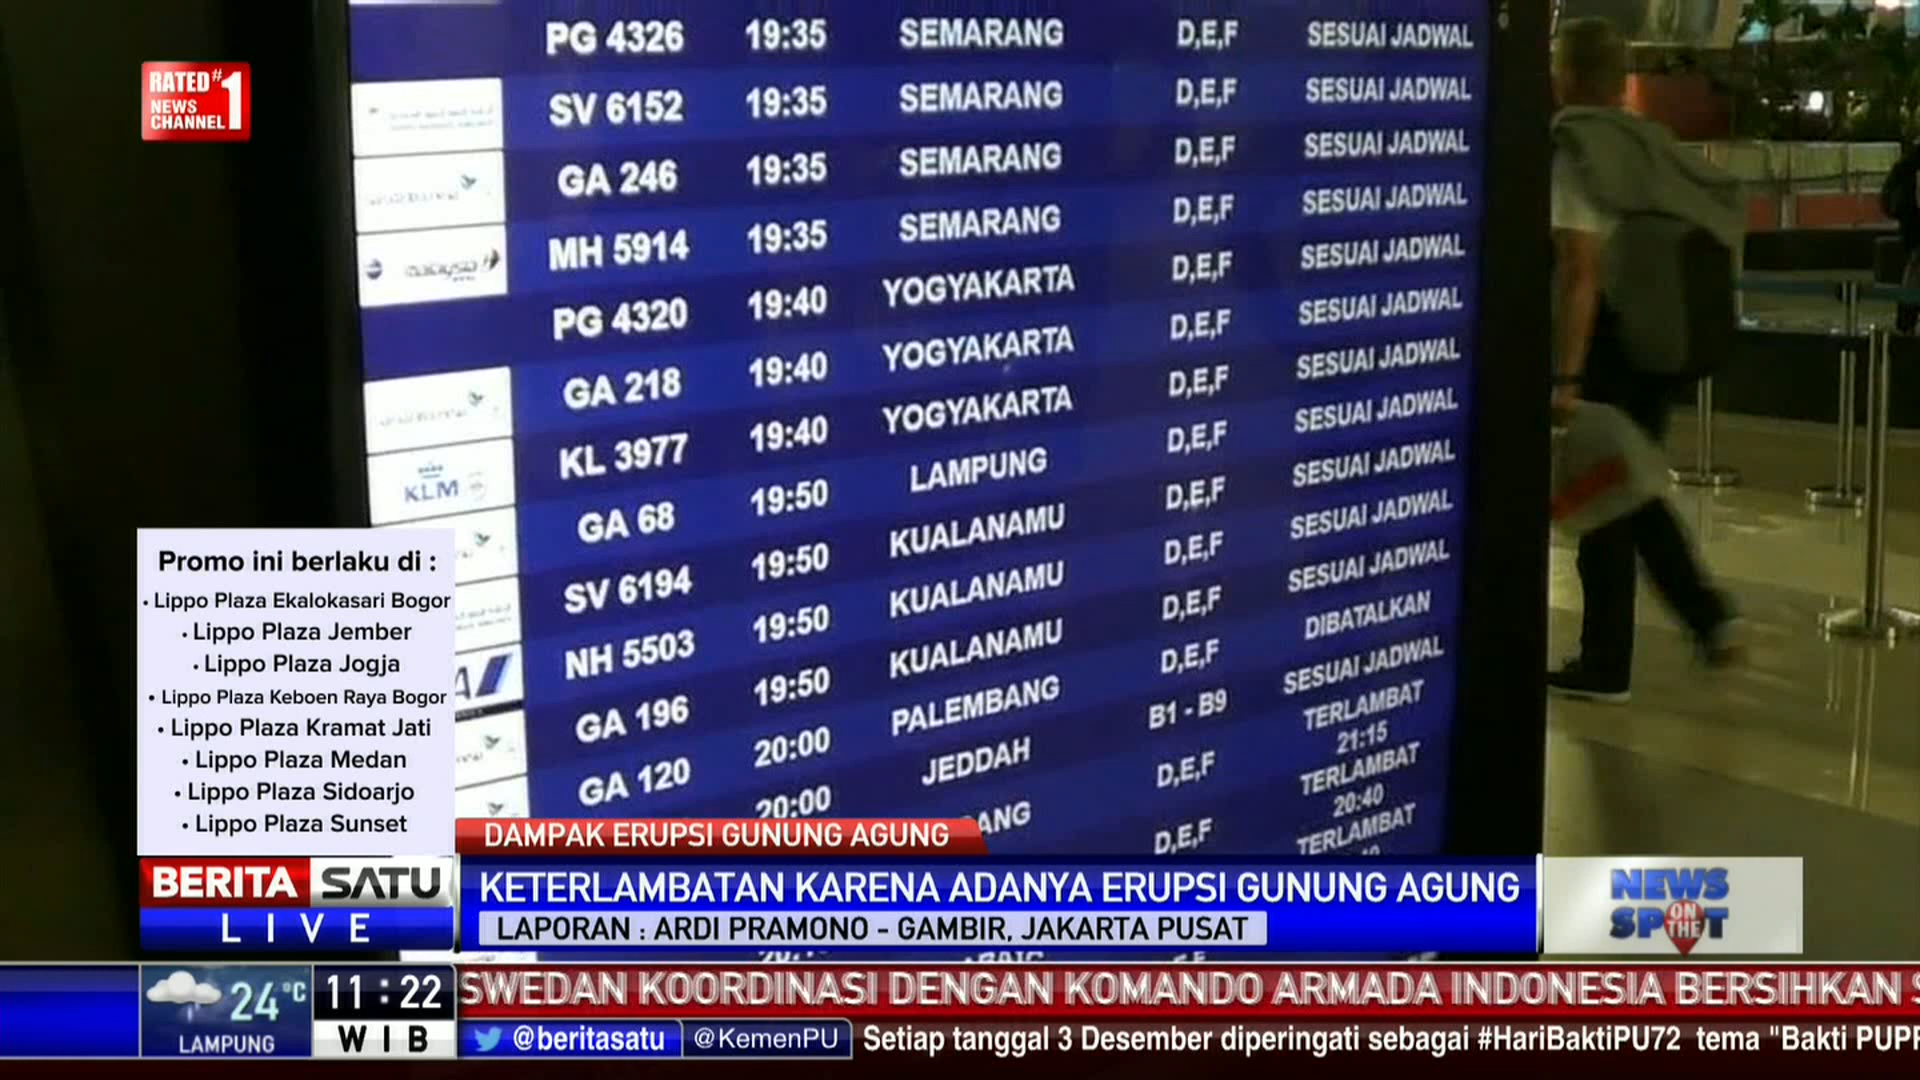 RATED #1
NEWS
CHANNEL
PG 4326 19:35 SEMARANG D,E,F SESUAI JADWAL
SV 6152 19:35 SEMARANG D,E,F SESUAI JADWAL
GA 246 19:35 SEMARANG D,E,F SESUAI JADWAL
MH 5914 19:35 SEMARANG D,E,F SESUAI JADWAL
malaysia
PG 4320 19:40 YOGYAKARTA D,E,F SESUAI JADWAL
GA 218 19:40 YOGYAKARTA D,E,F SESUAI JADWAL
KL 3977 19:40 YOGYAKARTA D,E,F SESUAI JADWAL
KLM
GA 68 19:50 LAMPUNG D,E,F SESUAI JADWAL
SV 6194 19:50 KUALANAMU D,E,F SESUAI JADWAL
NH 5503 19:50 KUALANAMU D,E,F SESUAI JADWAL
GA 196 19:50 KUALANAMU D,E,F SESUAI JADWAL
GA 120 20:00 PALEMBANG D,E,F DIBATALKAN
20:00 JEDDAH B1 - B9 SESUAI JADWAL
ANG D,E,F TERLAMBAT
21:15
D,E,F TERLAMBAT
20:40
TERLAMBAT
Promo ini berlaku di :
• Lippo Plaza Ekalokasari Bogor
• Lippo Plaza Jember
• Lippo Plaza Jogja
• Lippo Plaza Keboen Raya Bogor
• Lippo Plaza Kramat Jati
• Lippo Plaza Medan
• Lippo Plaza Sidoarjo
• Lippo Plaza Sunset
DAMPAK ERUPSI GUNUNG AGUNG
BERITA SATU
LIVE
KETERLAMBATAN KARENA ADANYA ERUPSI GUNUNG AGUNG
LAPORAN : ARDI PRAMONO - GAMBIR, JAKARTA PUSAT
NEWS
ON THE
SPOT
24°C
LAMPUNG
11:22
WIB
SWEDAN KOORDINASI DENGAN KOMANDO ARMADA INDONESIA BERSIHKAN S
@beritasatu @KemenPU Setiap tanggal 3 Desember diperingati sebagai #HariBaktiPU72 tema "Bakti PUPR